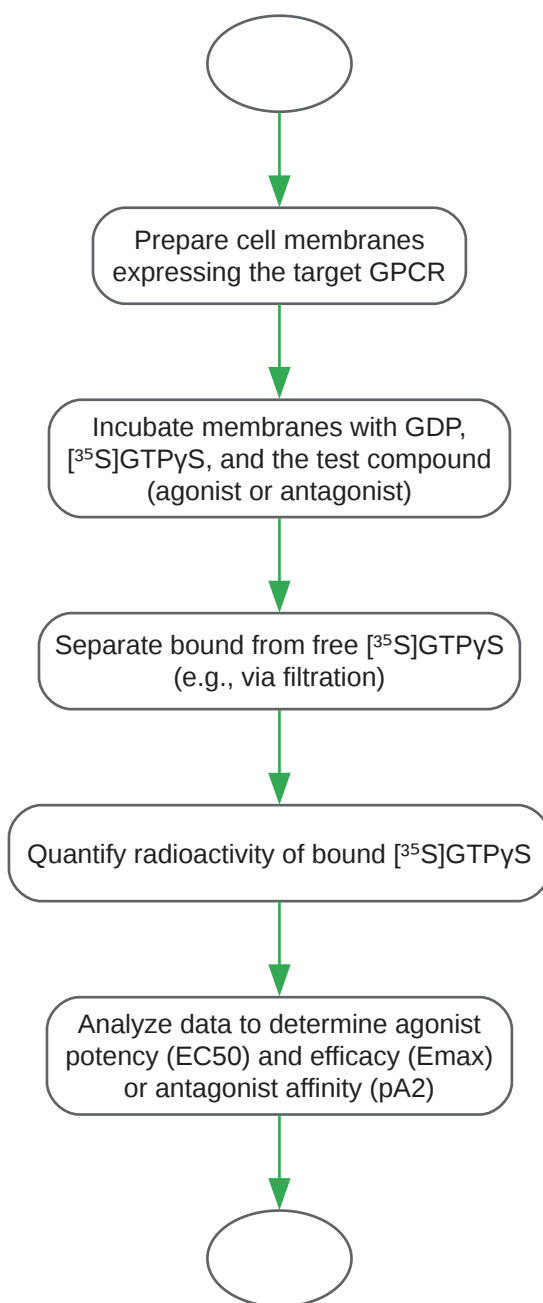 Prepare cell membranes
expressing the target GPCR
Incubate membranes with GDP,
[³⁵S]GTPγS, and the test compound
(agonist or antagonist)
Separate bound from free [³⁵S]GTPγS
(e.g., via filtration)
Quantify radioactivity of bound [³⁵S]GTPγS
Analyze data to determine agonist
potency (EC50) and efficacy (Emax)
or antagonist affinity (pA2)